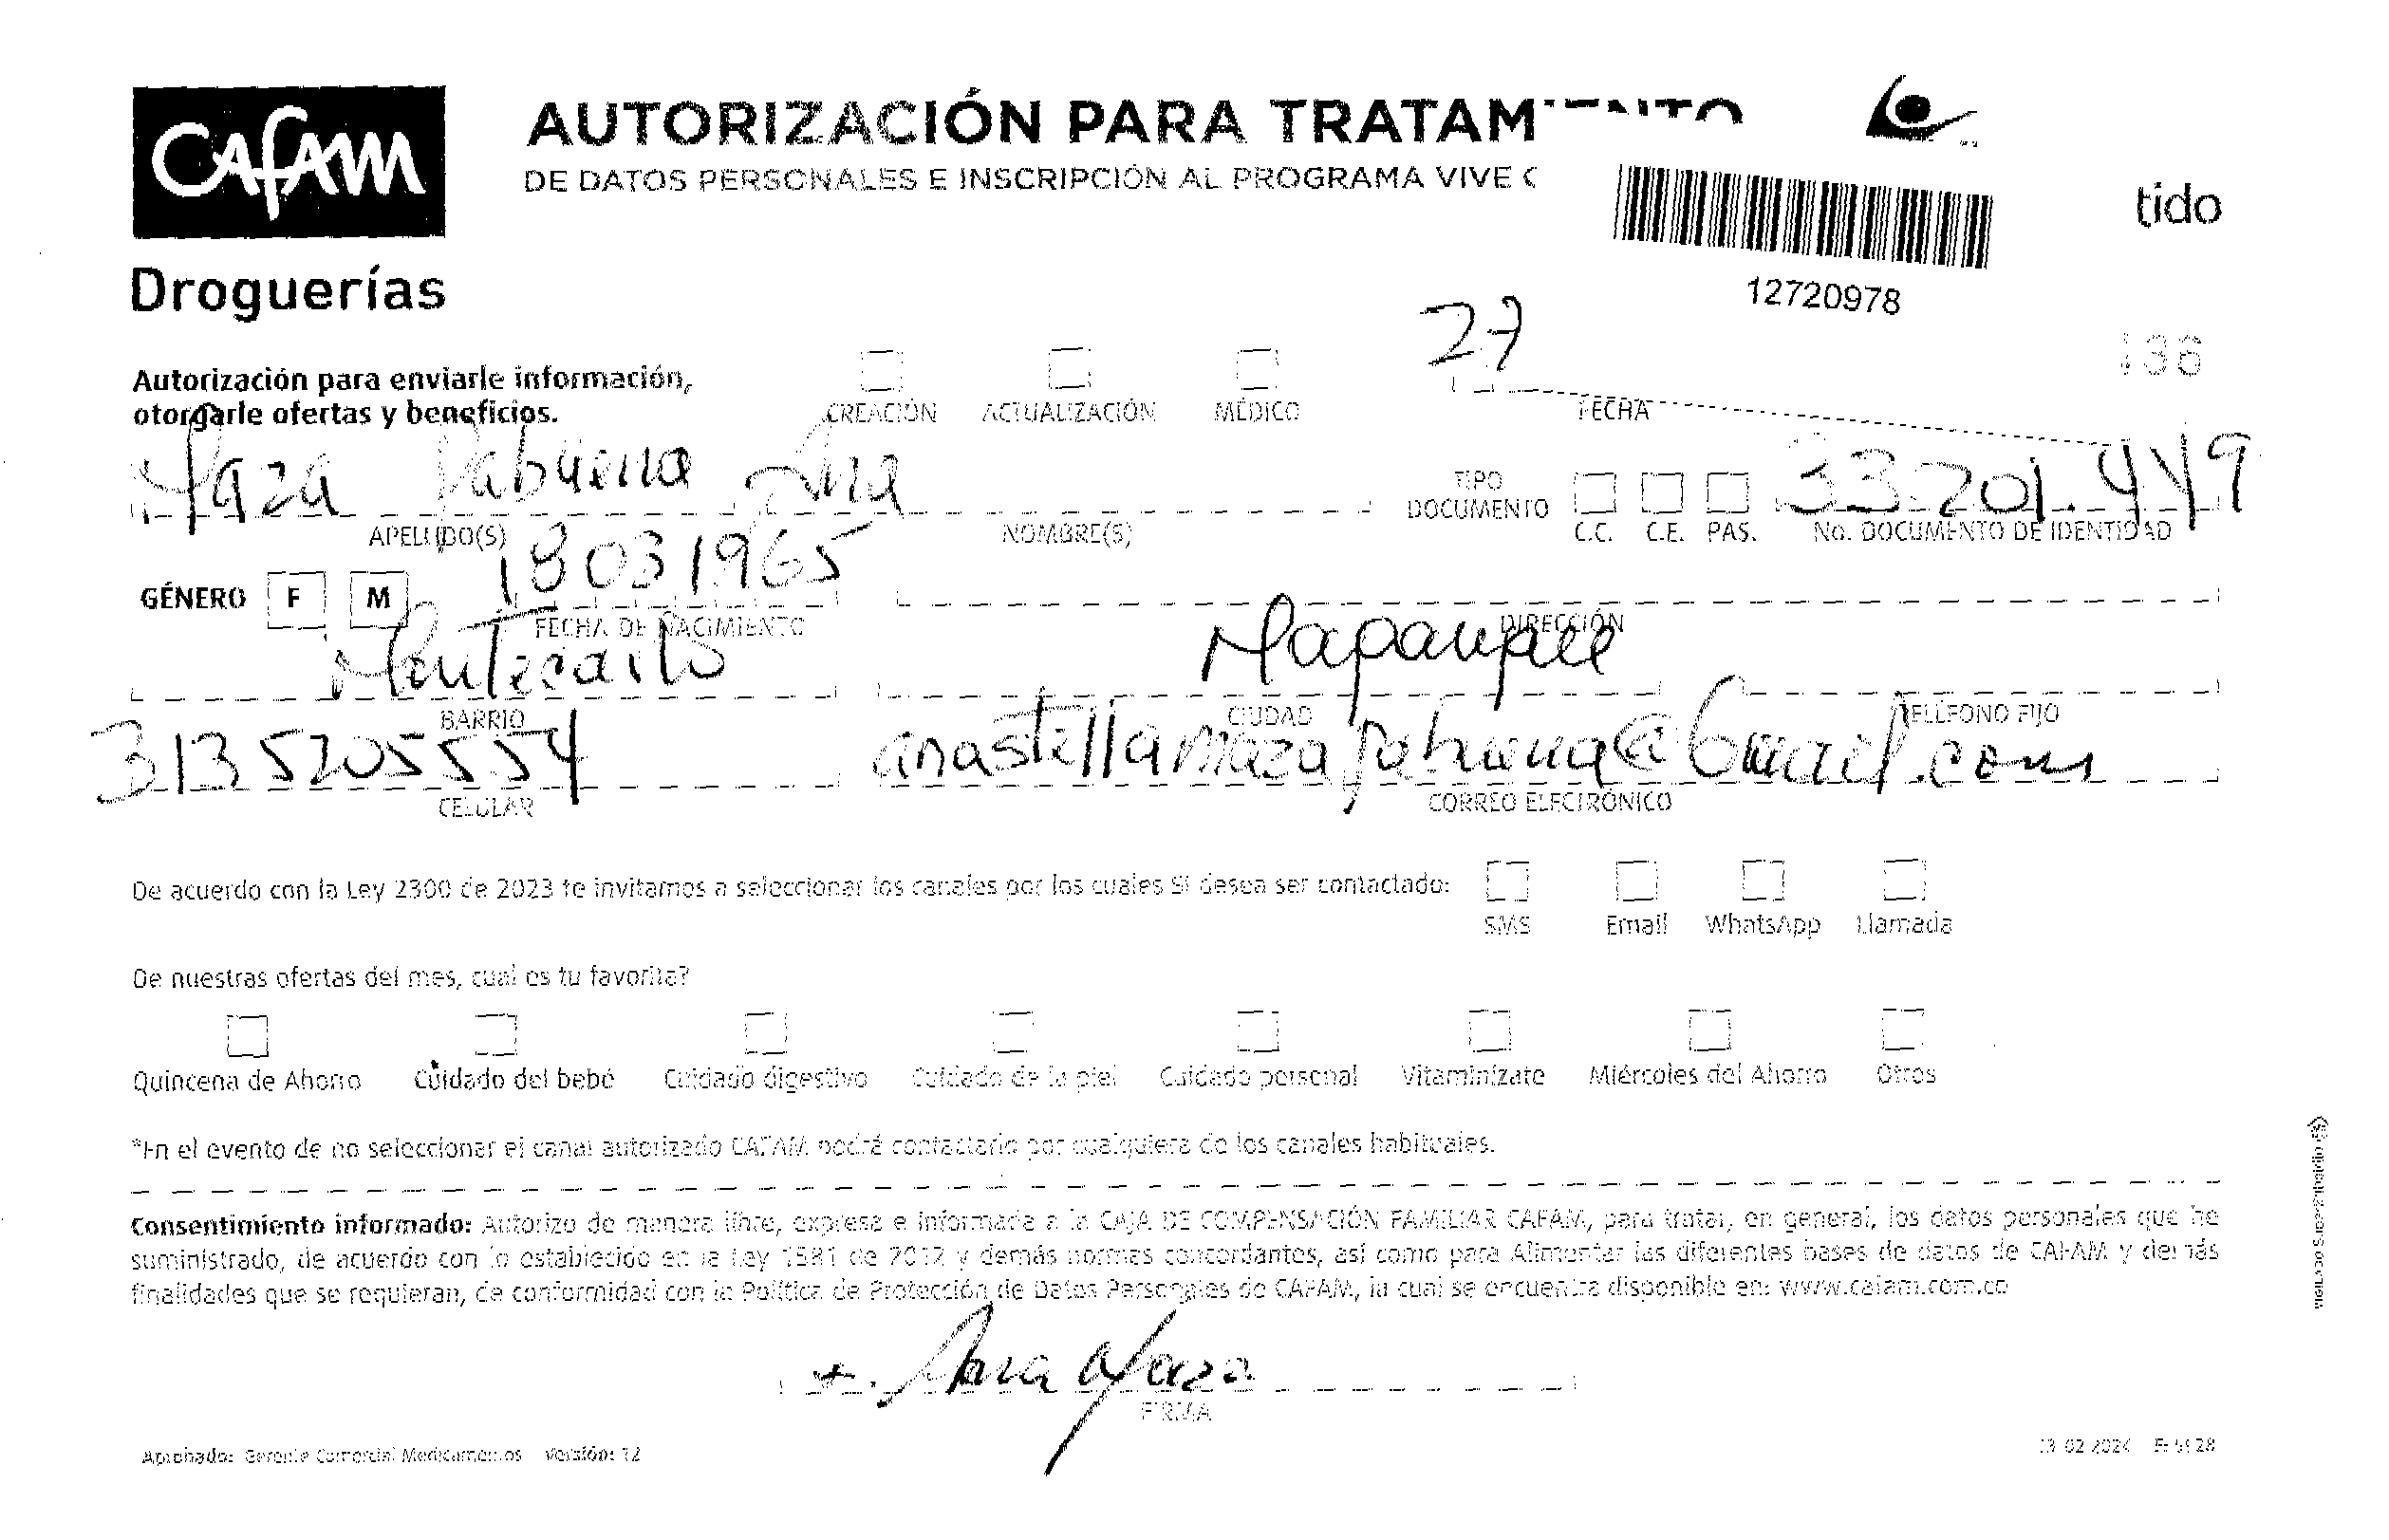 CAFAM
Droguerías
AUTORIZACIÓN PARA TRATAMIENTO
DE DATOS PERSONALES E INSCRIPCIÓN AL PROGRAMA VIVE C
tido
12720978
27
136
Autorización para enviarle información,
otorgarle ofertas y beneficios.
CREACIÓN ACTUALIZACIÓN MÉDICO FECHA
Maza Pabuena Ana
TIPO DOCUMENTO C.C. C.E. PAS. 33.201.449
APELLIDO(S) NOMBRE(S) No. DOCUMENTO DE IDENTIDAD
GÉNERO F M 18031965
FECHA DE NACIMIENTO DIRECCIÓN
Montecarlo
BARRIO CIUDAD TELÉFONO FIJO
3135205554 anastellamazapabuena@Gmail.com
CELULAR CORREO ELECTRÓNICO
De acuerdo con la Ley 2300 de 2023 te invitamos a seleccionar los canales por los cuales SI desea ser contactado:
SMS Email WhatsApp Llamada
De nuestras ofertas del mes, cual es tu favorita?
Quincena de Ahorro Cuidado del bebé Cuidado digestivo Cuidado de la piel Cuidado personal Vitaminízate Miércoles del Ahorro Otros
*En el evento de no seleccionar el canal autorizado CAFAM podrá contactarlo por cualquiera de los canales habituales.
Consentimiento informado: Autorizo de manera libre, expresa e informada a la CAJA DE COMPENSACIÓN FAMILIAR CAFAM, para tratar, en general, los datos personales que he
suministrado, de acuerdo con lo establecido en la Ley 1581 de 2012 y demás normas concordantes, así como para Alimentar las diferentes bases de datos de CAFAM y demás
finalidades que se requieran, de conformidad con la Política de Protección de Datos Personales de CAFAM, la cual se encuentra disponible en: www.cafam.com.co
VIGILADO SuperSubsidio
+. Ana Maza
FIRMA
Aprobado: Gerente Comercial Medicamentos Versión: 12